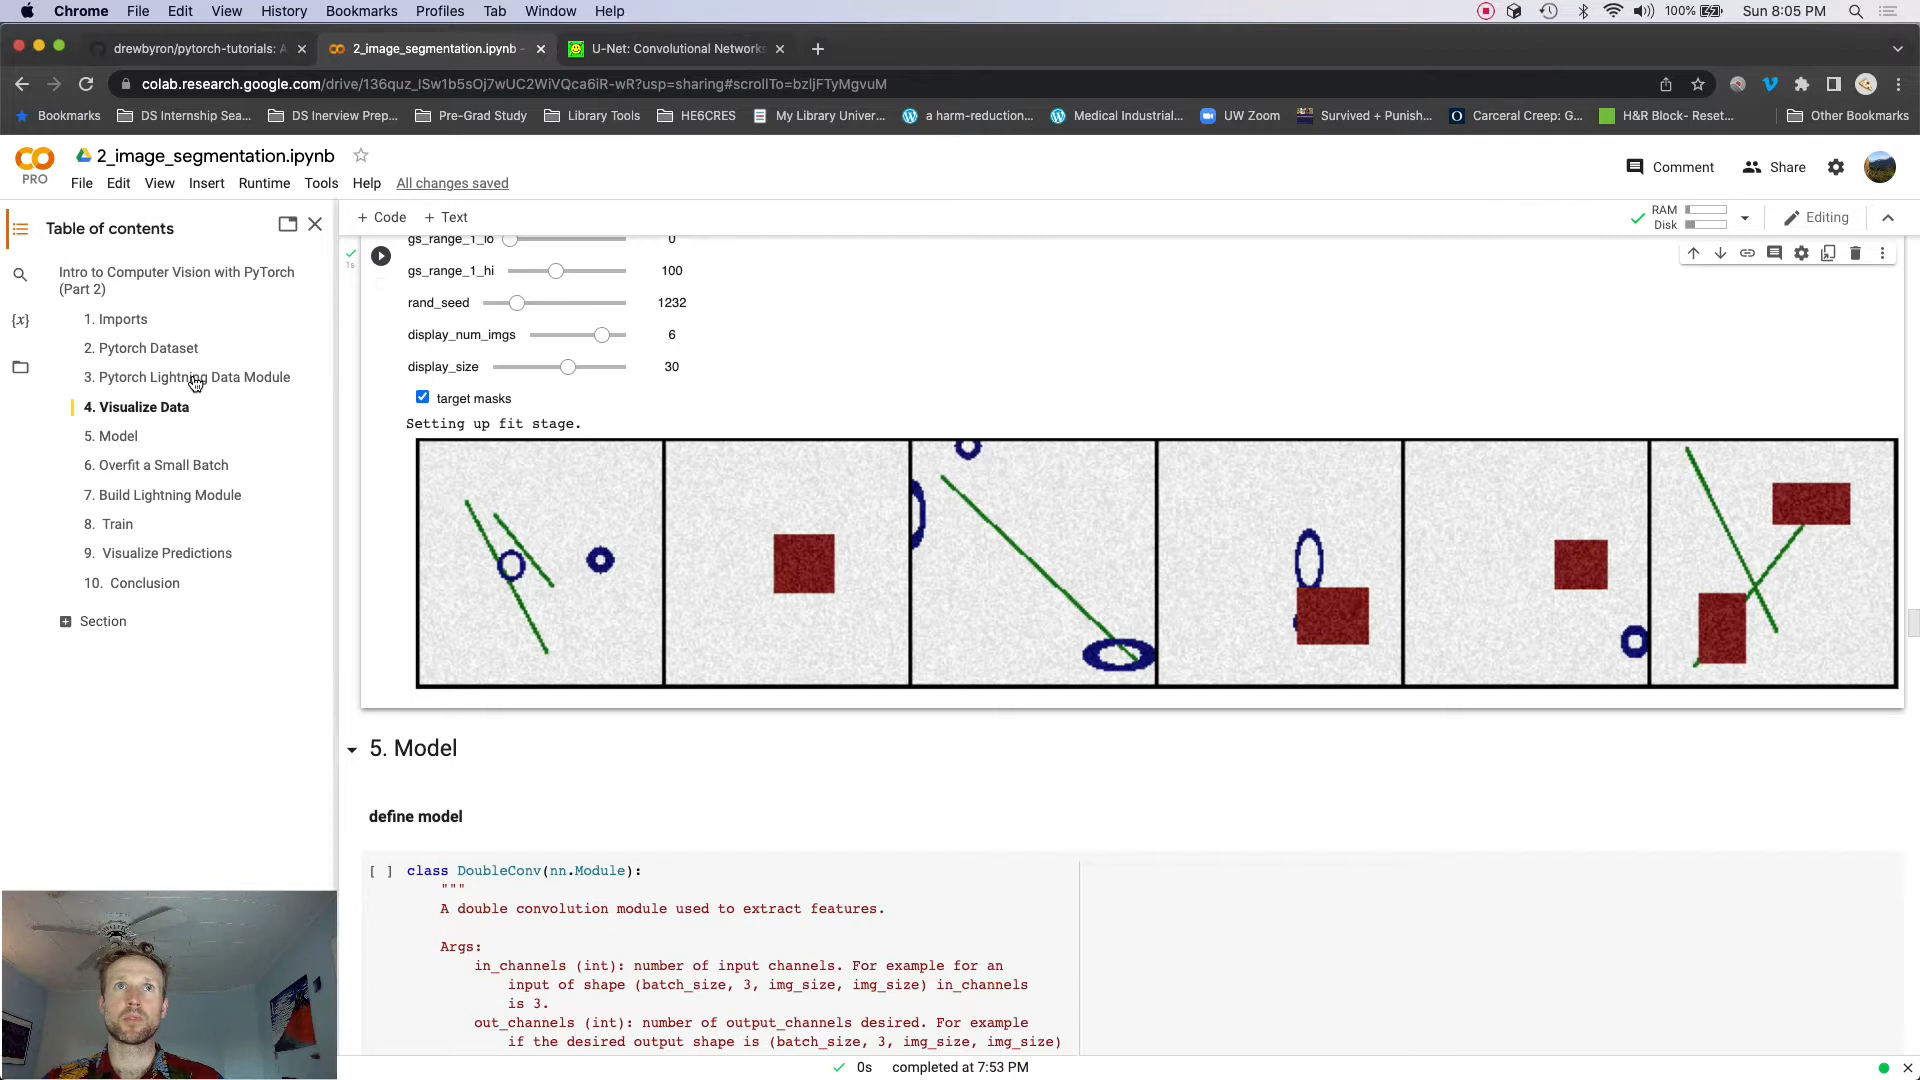 Chrome File Edit View History Bookmarks Profiles Tab Window Help 100% Sun 8:05 PM
drewbyron/pytorch-tutorials: A 2_image_segmentation.ipynb - U-Net: Convolutional Networks
colab.research.google.com/drive/136quz_lSw1b5sOj7wUC2WiVQca6iR-wR?usp=sharing#scrollTo=bzljFTyMgvuM
Bookmarks DS Internship Sea... DS Inerview Prep... Pre-Grad Study Library Tools HE6CRES My Library Univer... a harm-reduction... Medical Industrial... UW Zoom Survived + Punish... Carceral Creep: G... H&R Block- Reset... Other Bookmarks
PRO
2_image_segmentation.ipynb
Comment Share
File Edit View Insert Runtime Tools Help All changes saved
Table of contents
+ Code + Text
RAM
Disk
Editing
Intro to Computer Vision with PyTorch
(Part 2)
1. Imports
2. Pytorch Dataset
3. Pytorch Lightning Data Module
4. Visualize Data
5. Model
6. Overfit a Small Batch
7. Build Lightning Module
8. Train
9. Visualize Predictions
10. Conclusion
Section
{x}
1s
gs_range_1_lo 0
gs_range_1_hi 100
rand_seed 1232
display_num_imgs 6
display_size 30
target masks
Setting up fit stage.
5. Model
define model
[ ] class DoubleConv(nn.Module):
"""
A double convolution module used to extract features.
Args:
in_channels (int): number of input channels. For example for an
input of shape (batch_size, 3, img_size, img_size) in_channels
is 3.
out_channels (int): number of output_channels desired. For example
if the desired output shape is (batch_size, 3, img_size, img_size)
0s completed at 7:53 PM